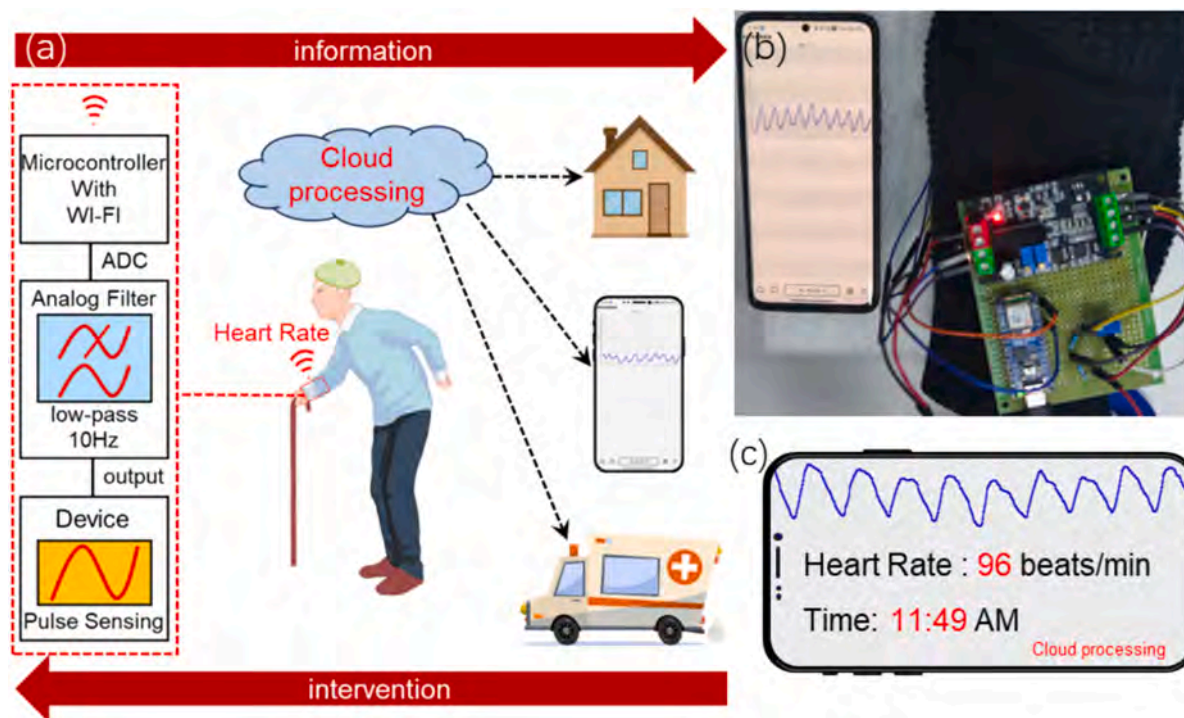 (a)
information
Microcontroller
With
WI-FI
ADC
Analog Filter
low-pass
10Hz
output
Device
Pulse Sensing
Cloud
processing
Heart Rate
intervention
(b)
(c)
Heart Rate : 96 beats/min
Time: 11:49 AM
Cloud processing